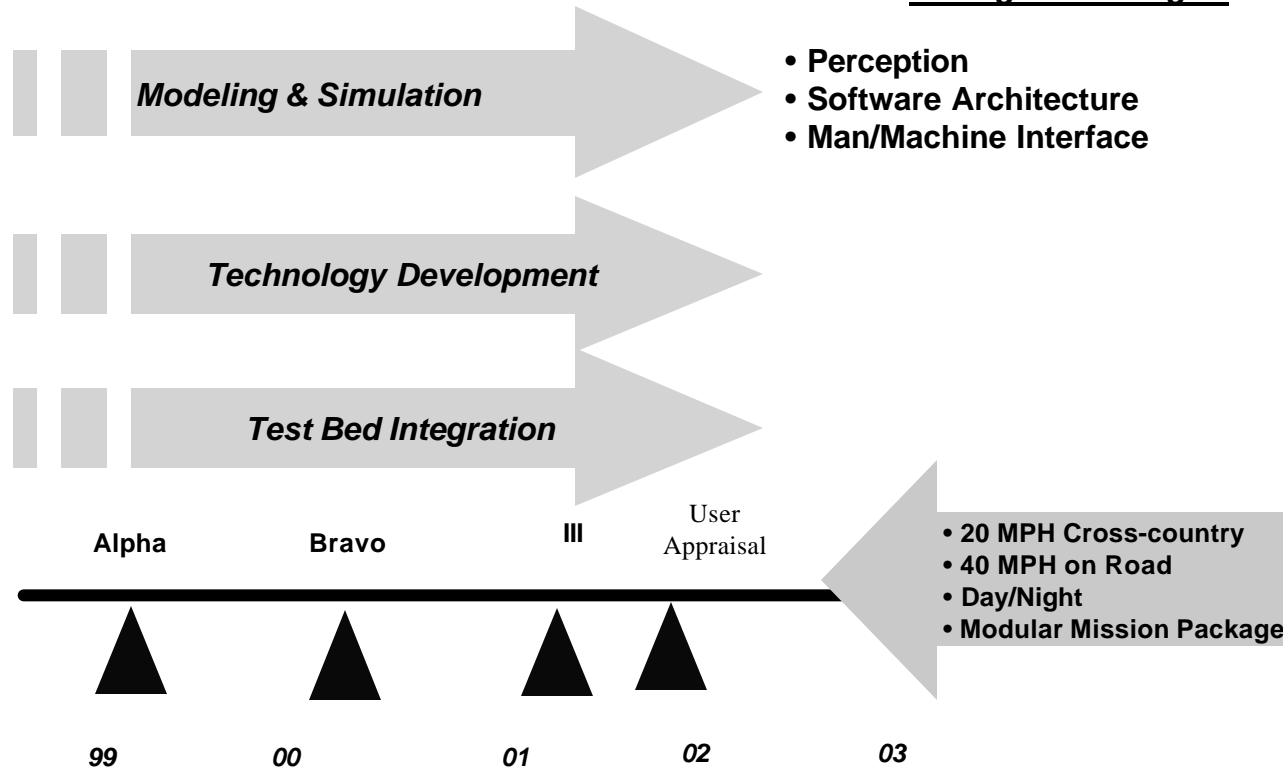 • Perception
Modeling & Simulation
• Software Architecture
• Man/Machine Interface
Technology Development
Test Bed Integration
Alpha
Bravo
III
User
Appraisal
• 20 MPH Cross-country
• 40 MPH on Road
• Day/Night
• Modular Mission Package
99
00
01
02
03